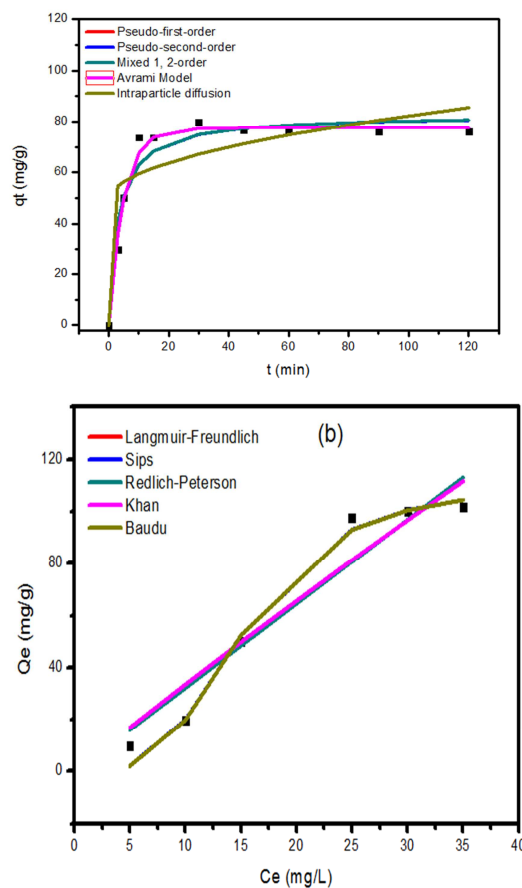 Pseudo-first-order
Pseudo-second-order
Mixed 1, 2-order
Avrami Model
Intraparticle diffusion
120
100
80
60
40
20
0
qt (mg/g)
0 20 40 60 80 100 120
t (min)
(b)
Langmuir-Freundlich
Sips
Redlich-Peterson
Khan
Baudu
120
80
40
0
Qe (mg/g)
0 5 10 15 20 25 30 35 40
Ce (mg/L)